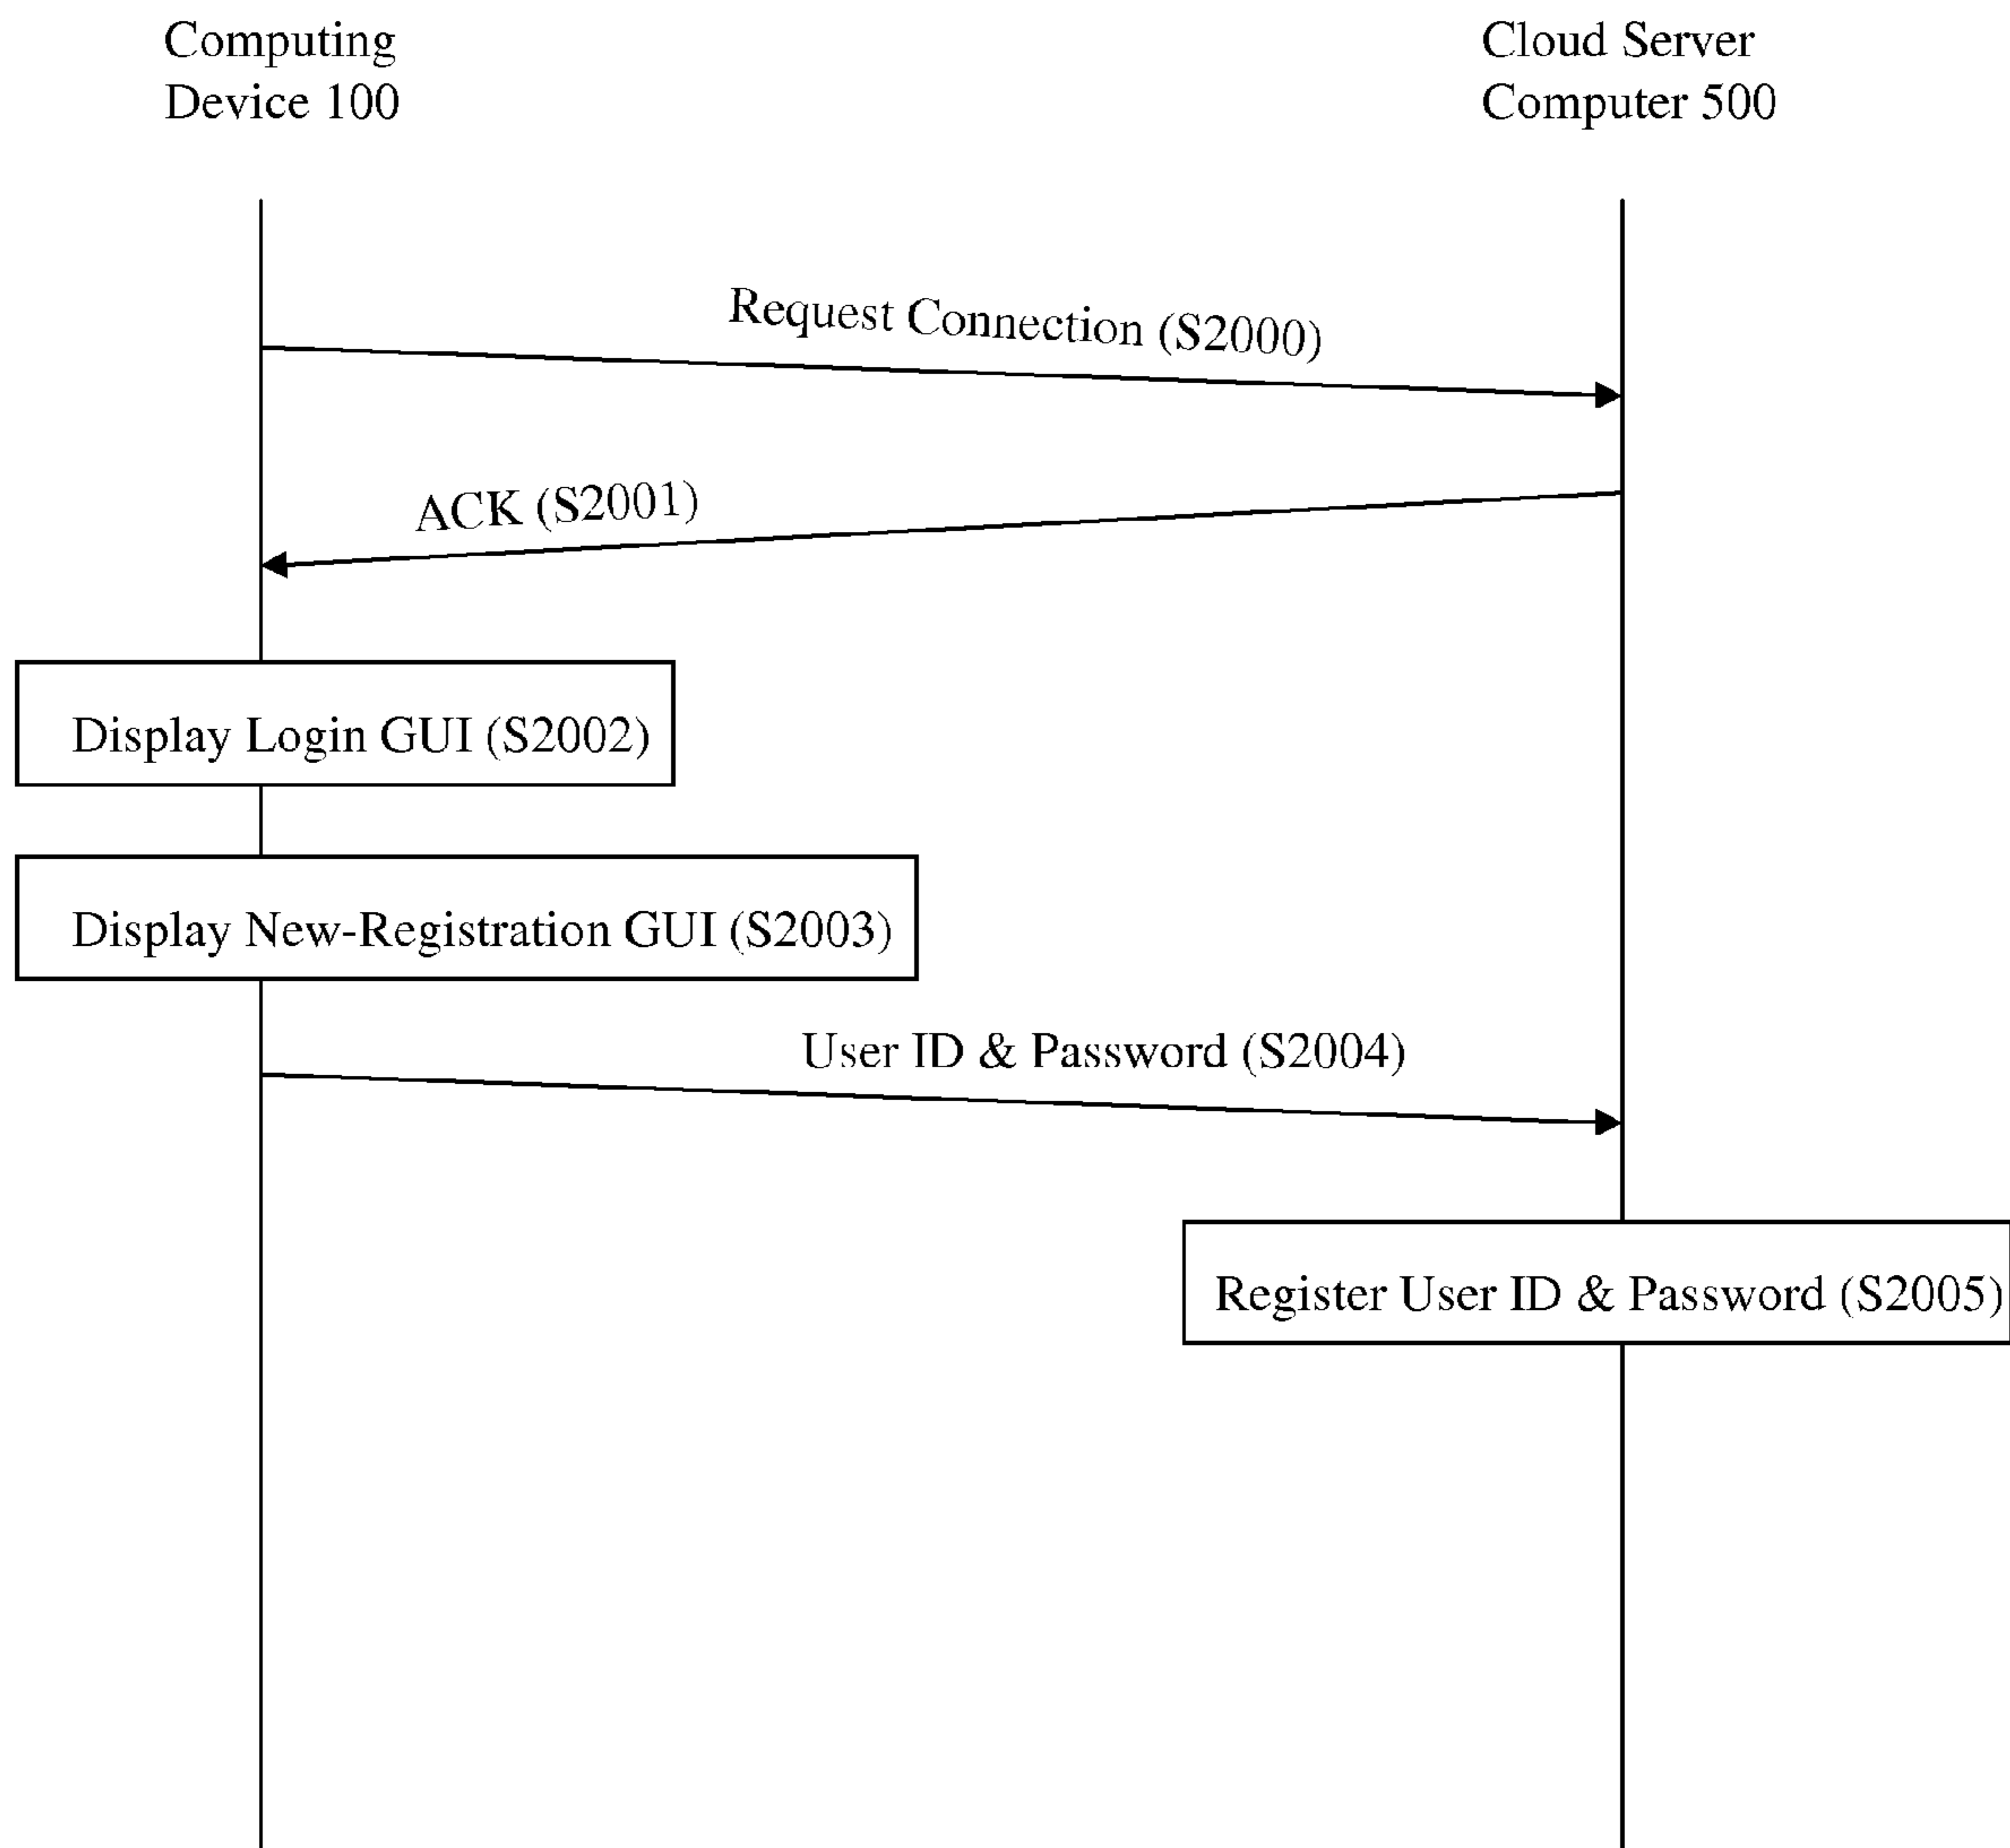 Computing
Device 100
Cloud Server
Computer 500
Request Connection (S2000)
ACK (S2001)
Display Login GUI (S2002)
Display New-Registration GUI (S2003)
User ID & Password (S2004)
Register User ID & Password (S2005)